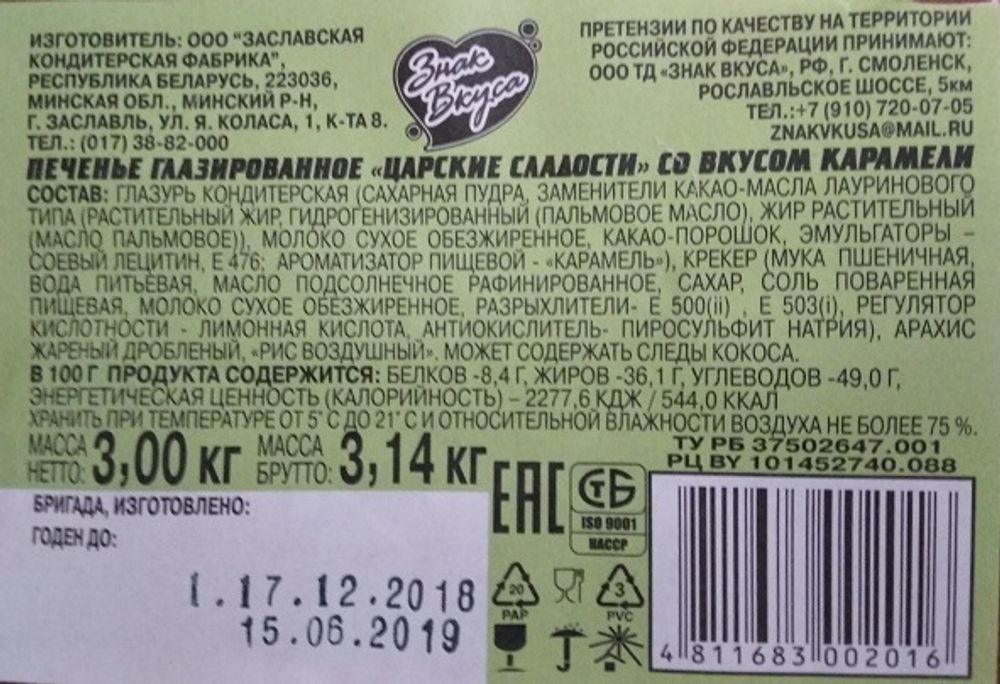 ИЗГОТОВИТЕЛЬ: ООО "ЗАСЛАВСКАЯ
КОНДИТЕРСКАЯ ФАБРИКА",
РЕСПУБЛИКА БЕЛАРУСЬ, 223036,
МИНСКАЯ ОБЛ., МИНСКИЙ Р-Н,
Г. ЗАСЛАВЛЬ, УЛ. Я. КОЛАСА, 1, К-ТА 8.
ТЕЛ.: (017) 38-82-000
Знак
Вкуса
ПРЕТЕНЗИИ ПО КАЧЕСТВУ НА ТЕРРИТОРИИ
РОССИЙСКОЙ ФЕДЕРАЦИИ ПРИНИМАЮТ:
ООО ТД «ЗНАК ВКУСА», РФ, Г. СМОЛЕНСК,
РОСЛАВЛЬСКОЕ ШОССЕ, 5км
ТЕЛ.:+7 (910) 720-07-05
ZNAKVKUSA@MAIL.RU
ПЕЧЕНЬЕ ГЛАЗИРОВАННОЕ «ЦАРСКИЕ СЛАДОСТИ» СО ВКУСОМ КАРАМЕЛИ
СОСТАВ: ГЛАЗУРЬ КОНДИТЕРСКАЯ (САХАРНАЯ ПУДРА, ЗАМЕНИТЕЛИ КАКАО-МАСЛА ЛАУРИНОВОГО
ТИПА (РАСТИТЕЛЬНЫЙ ЖИР ГИДРОГЕНИЗИРОВАННЫЙ (ПАЛЬМОВОЕ МАСЛО), ЖИР РАСТИТЕЛЬНЫЙ
(МАСЛО ПАЛЬМОВОЕ)), МОЛОКО СУХОЕ ОБЕЗЖИРЕННОЕ, КАКАО-ПОРОШОК, ЭМУЛЬГАТОРЫ –
СОЕВЫЙ ЛЕЦИТИН, Е 476; АРОМАТИЗАТОР ПИЩЕВОЙ - «КАРАМЕЛЬ»), КРЕКЕР (МУКА ПШЕНИЧНАЯ,
ВОДА ПИТЬЕВАЯ, МАСЛО ПОДСОЛНЕЧНОЕ РАФИНИРОВАННОЕ, САХАР, СОЛЬ ПОВАРЕННАЯ
ПИЩЕВАЯ, МОЛОКО СУХОЕ ОБЕЗЖИРЕННОЕ, РАЗРЫХЛИТЕЛИ- Е 500(ii) , Е 503(i), РЕГУЛЯТОР
КИСЛОТНОСТИ - ЛИМОННАЯ КИСЛОТА, АНТИОКИСЛИТЕЛЬ- ПИРОСУЛЬФИТ НАТРИЯ), АРАХИС
ЖАРЕНЫЙ ДРОБЛЕНЫЙ, «РИС ВОЗДУШНЫЙ». МОЖЕТ СОДЕРЖАТЬ СЛЕДЫ КОКОСА.
В 100 Г ПРОДУКТА СОДЕРЖИТСЯ: БЕЛКОВ -8,4 Г, ЖИРОВ -36,1 Г, УГЛЕВОДОВ -49,0 Г,
ЭНЕРГЕТИЧЕСКАЯ ЦЕННОСТЬ (КАЛОРИЙНОСТЬ) – 2277,6 КДЖ / 544,0 ККАЛ
ХРАНИТЬ ПРИ ТЕМПЕРАТУРЕ ОТ 5° С ДО 21° С И ОТНОСИТЕЛЬНОЙ ВЛАЖНОСТИ ВОЗДУХА НЕ БОЛЕЕ 75 %.
МАССА НЕТТО: 3,00 кг МАССА БРУТТО: 3,14 кг
ТУ РБ 37502647.001
РЦ BY 101452740.088
БРИГАДА, ИЗГОТОВЛЕНО:
ГОДЕН ДО:
1.17.12.2018
15.06.2019
ЕАС
СТБ
ISO 9001
HACCP
20
PAP
3
PVC
4 811683 002016